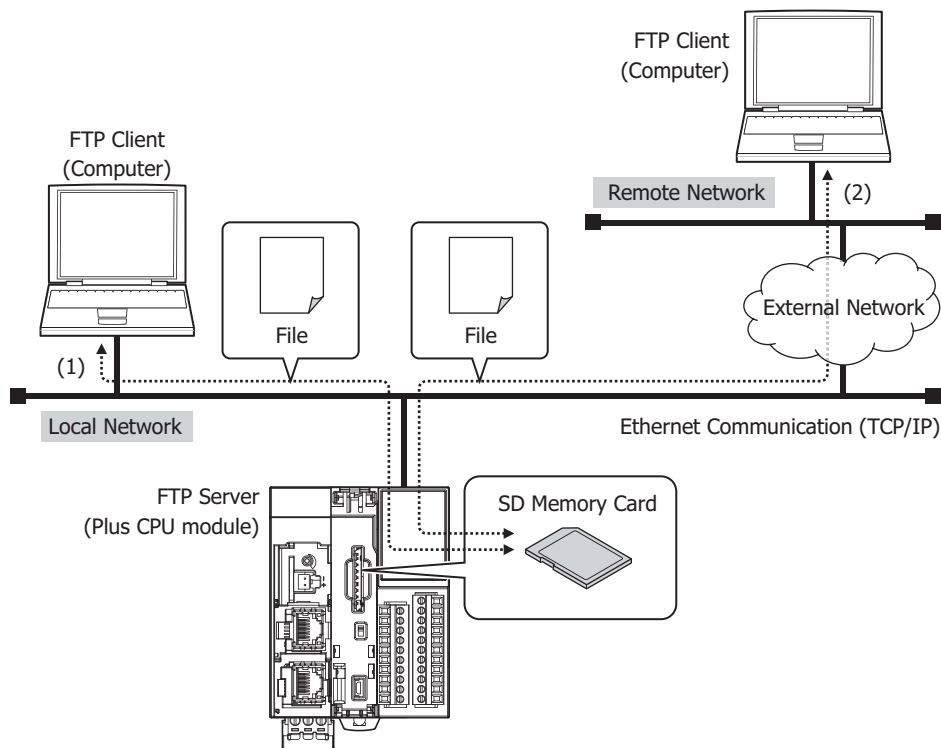 FTP Client
(Computer)
FTP Client
(Computer)
Remote Network
(2)
File
File
External Network
(1)
Local Network
Ethernet Communication (TCP/IP)
FTP Server
(Plus CPU module)
SD Memory Card